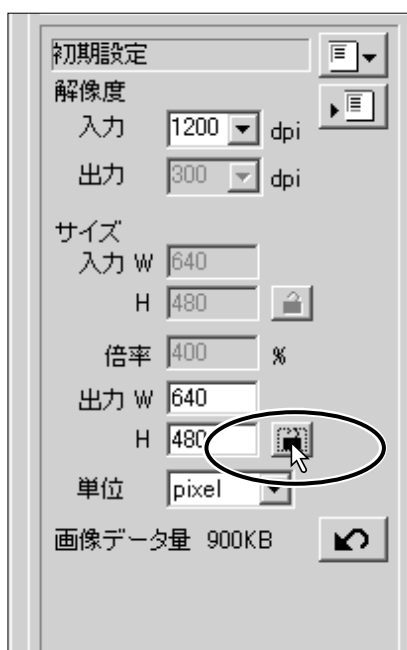 初期設定
解像度
入力 1200 dpi
出力 300 dpi
サイズ
入力 W 640
H 480
倍率 400 %
出力 W 640
H 480
単位 pixel
画像データ量 900KB